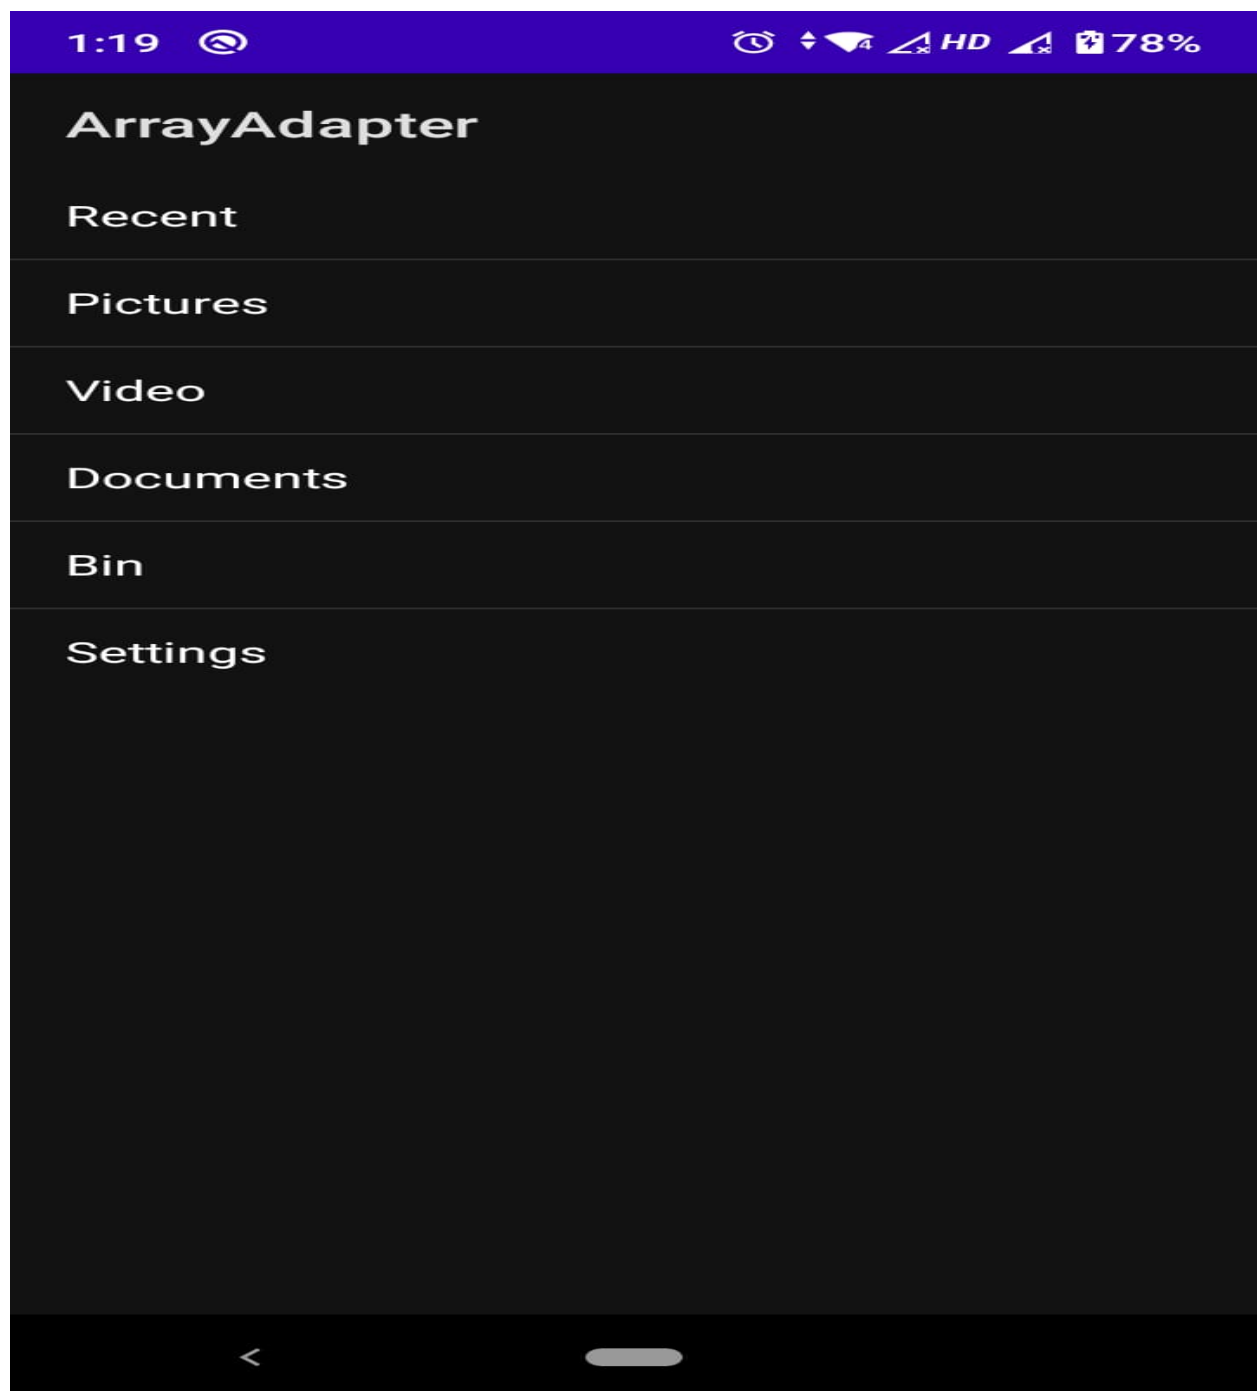 1:19 HD 78%
ArrayAdapter
Recent
Pictures
Video
Documents
Bin
Settings